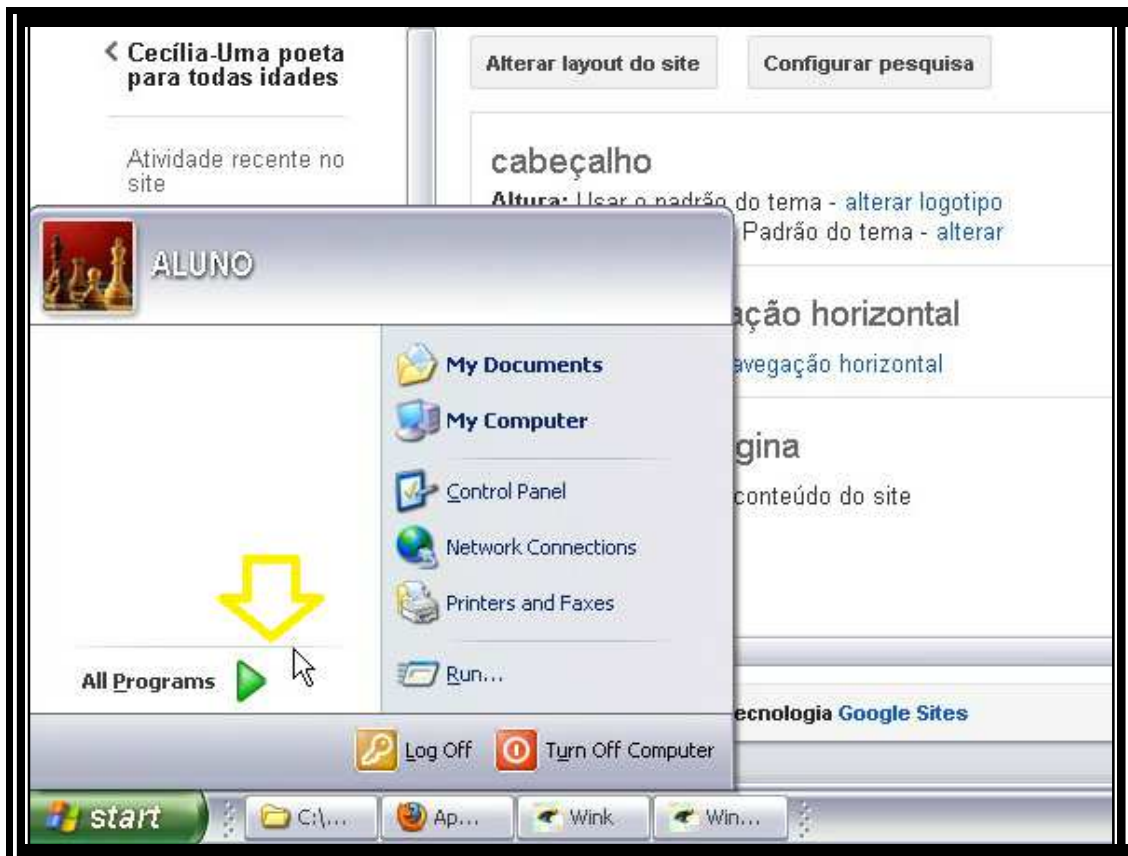 Cecília-Uma poeta
para todas idades
Alterar layout do site
Configurar pesquisa
Atividade recente no
site
cabeçalho
Altura: Usar o padrão do tema - alterar logotipo
Padrão do tema - alterar
ALUNO
ação horizontal
avegação horizontal
My Documents
My Computer
gina
Control Panel
conteúdo do site
Network Connections
Printers and Faxes
All Programs
Run...
ecnologia Google Sites
Log Off
Turn Off Computer
start
C:\...
Ap...
Wink
Win...